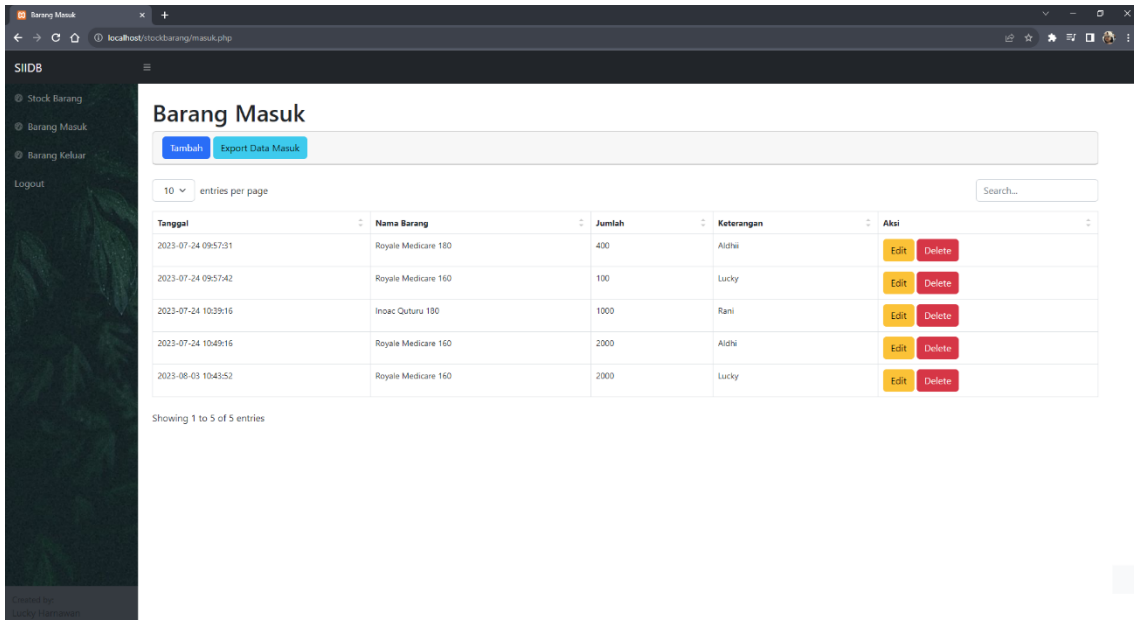 Barang Masuk
localhost/stockbarang/masuk.php
SIIDB
Stock Barang
Barang Masuk
Barang Keluar
Logout
Barang Masuk
Tambah Export Data Masuk
10 entries per page Search...
Tanggal Nama Barang Jumlah Keterangan Aksi
2023-07-24 09:57:31 Royale Medicare 180 400 Aldhii Edit Delete
2023-07-24 09:57:42 Royale Medicare 160 100 Lucky Edit Delete
2023-07-24 10:39:16 Inoac Quturu 180 1000 Rani Edit Delete
2023-07-24 10:49:16 Royale Medicare 160 2000 Aldhi Edit Delete
2023-08-03 10:43:52 Royale Medicare 160 2000 Lucky Edit Delete
Showing 1 to 5 of 5 entries
Lucky